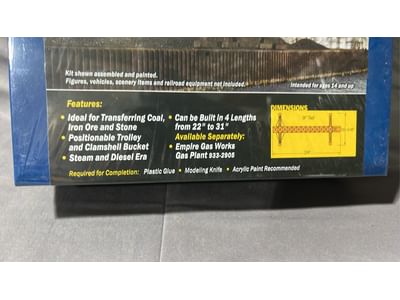 Kit shown assembled and painted.
Figures, vehicles, scenery items and railroad equipment not included.
Intended for ages 14 and up
Features:
• Ideal for Transferring Coal,
Iron Ore and Stone
• Positionable Trolley
and Clamshell Bucket
• Steam and Diesel Era
• Can be Built in 4 Lengths
from 22" to 31"
Available Separately:
• Empire Gas Works
Gas Plant 933-2905
DIMENSIONS
Required for Completion: Plastic Glue • Modeling Knife • Acrylic Paint Recommended